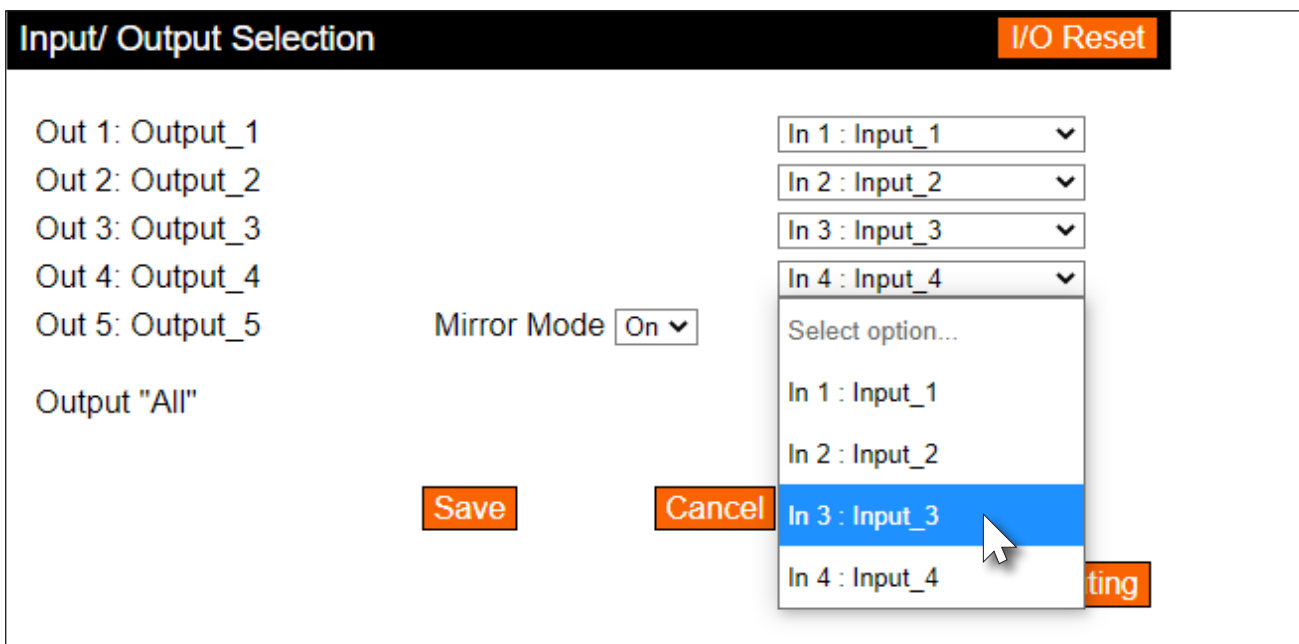 Input/ Output Selection I/O Reset
Out 1: Output_1 In 1 : Input_1
Out 2: Output_2 In 2 : Input_2
Out 3: Output_3 In 3 : Input_3
Out 4: Output_4 In 4 : Input_4
Out 5: Output_5 Mirror Mode On Select option...
In 1 : Input_1
Output "All"
In 2 : Input_2
Save Cancel In 3 : Input_3
In 4 : Input_4